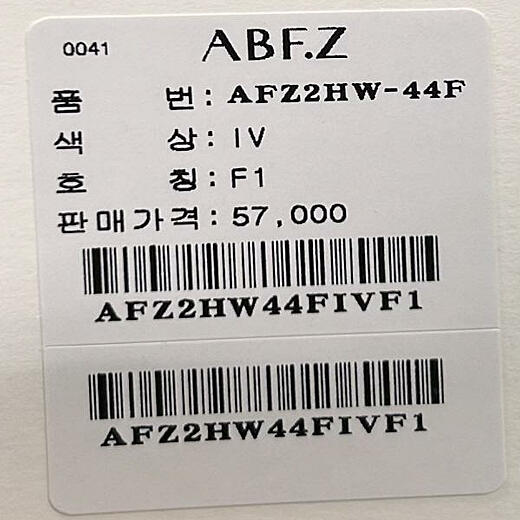 0041 ABF.Z
품 번 : AFZ2HW-44F
색 상 : IV
호 칭 : F1
판매가격 : 57,000
AFZ2HW44FIVF1
AFZ2HW44FIVF1